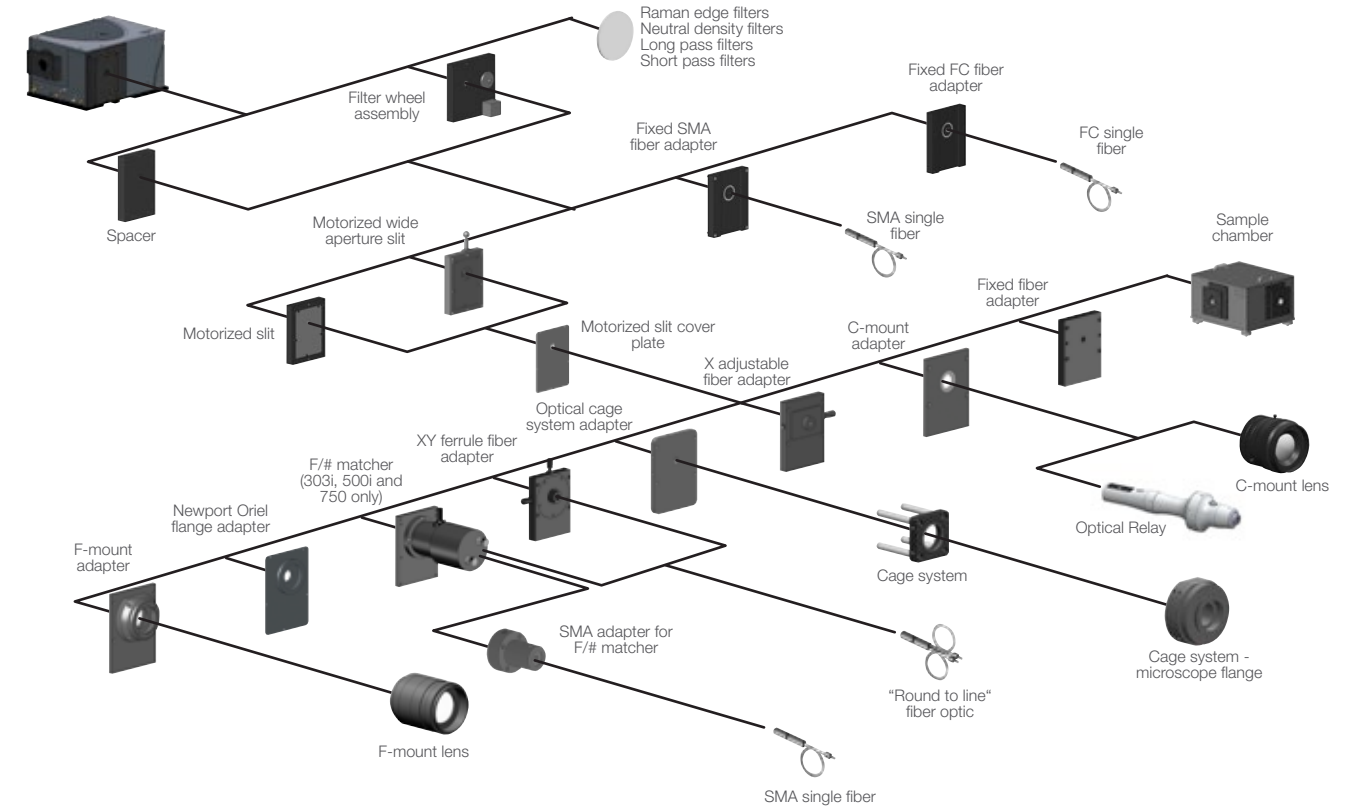 Raman edge filters
Neutral density filters
Long pass filters
Short pass filters
Filter wheel
assembly
Fixed FC fiber
adapter
Fixed SMA
fiber adapter
FC single
fiber
Spacer
Motorized wide
aperture slit
SMA single
fiber
Sample
chamber
Fixed fiber
adapter
Motorized slit
Motorized slit cover
plate
C-mount
adapter
X adjustable
fiber adapter
Optical cage
system adapter
XY ferrule fiber
adapter
F/# matcher
(303i, 500i and
750 only)
C-mount lens
Newport Oriel
flange adapter
Optical Relay
F-mount
adapter
Cage system
SMA adapter for
F/# matcher
Cage system -
microscope flange
“Round to line“
fiber optic
F-mount lens
SMA single fiber